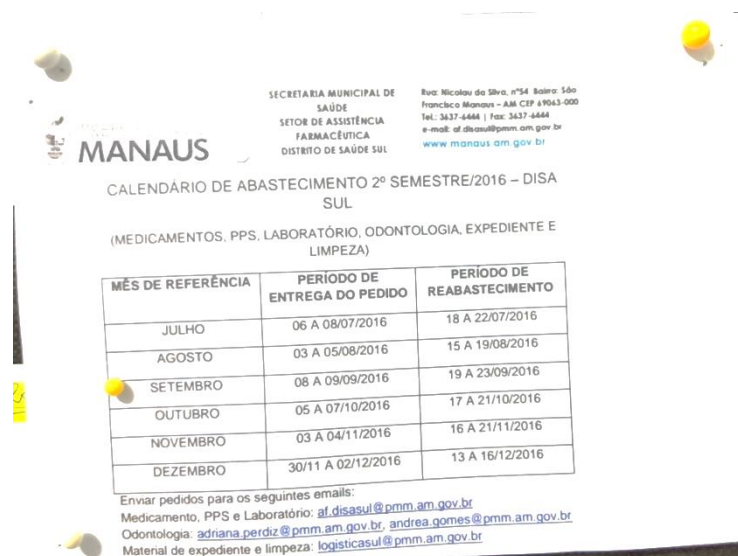 MANAUS
SECRETARIA MUNICIPAL DE
SAÚDE
SETOR DE ASSISTÊNCIA
FARMACÊUTICA
DISTRITO DE SAÚDE SUL
Rua: Nicolau da Silva, nº54 Bairro: São
Francisco Manaus – AM CEP 69063-000
Tel.: 3637-6444 | Fax: 3637-6444
e-mail: af.disasul@pmm.am.gov.br
www.manaus.am.gov.br
CALENDÁRIO DE ABASTECIMENTO 2º SEMESTRE/2016 – DISA
SUL
(MEDICAMENTOS, PPS, LABORATÓRIO, ODONTOLOGIA, EXPEDIENTE E
LIMPEZA)
MÊS DE REFERÊNCIA PERÍODO DE ENTREGA DO PEDIDO PERÍODO DE REABASTECIMENTO
JULHO 06 A 08/07/2016 18 A 22/07/2016
AGOSTO 03 A 05/08/2016 15 A 19/08/2016
SETEMBRO 08 A 09/09/2016 19 A 23/09/2016
OUTUBRO 05 A 07/10/2016 17 A 21/10/2016
NOVEMBRO 03 A 04/11/2016 16 A 21/11/2016
DEZEMBRO 30/11 A 02/12/2016 13 A 16/12/2016
Enviar pedidos para os seguintes emails:
Medicamento, PPS e Laboratório: af.disasul@pmm.am.gov.br
Odontologia: adriana.perdiz@pmm.am.gov.br, andrea.gomes@pmm.am.gov.br
Material de expediente e limpeza: logisticasul@pmm.am.gov.br